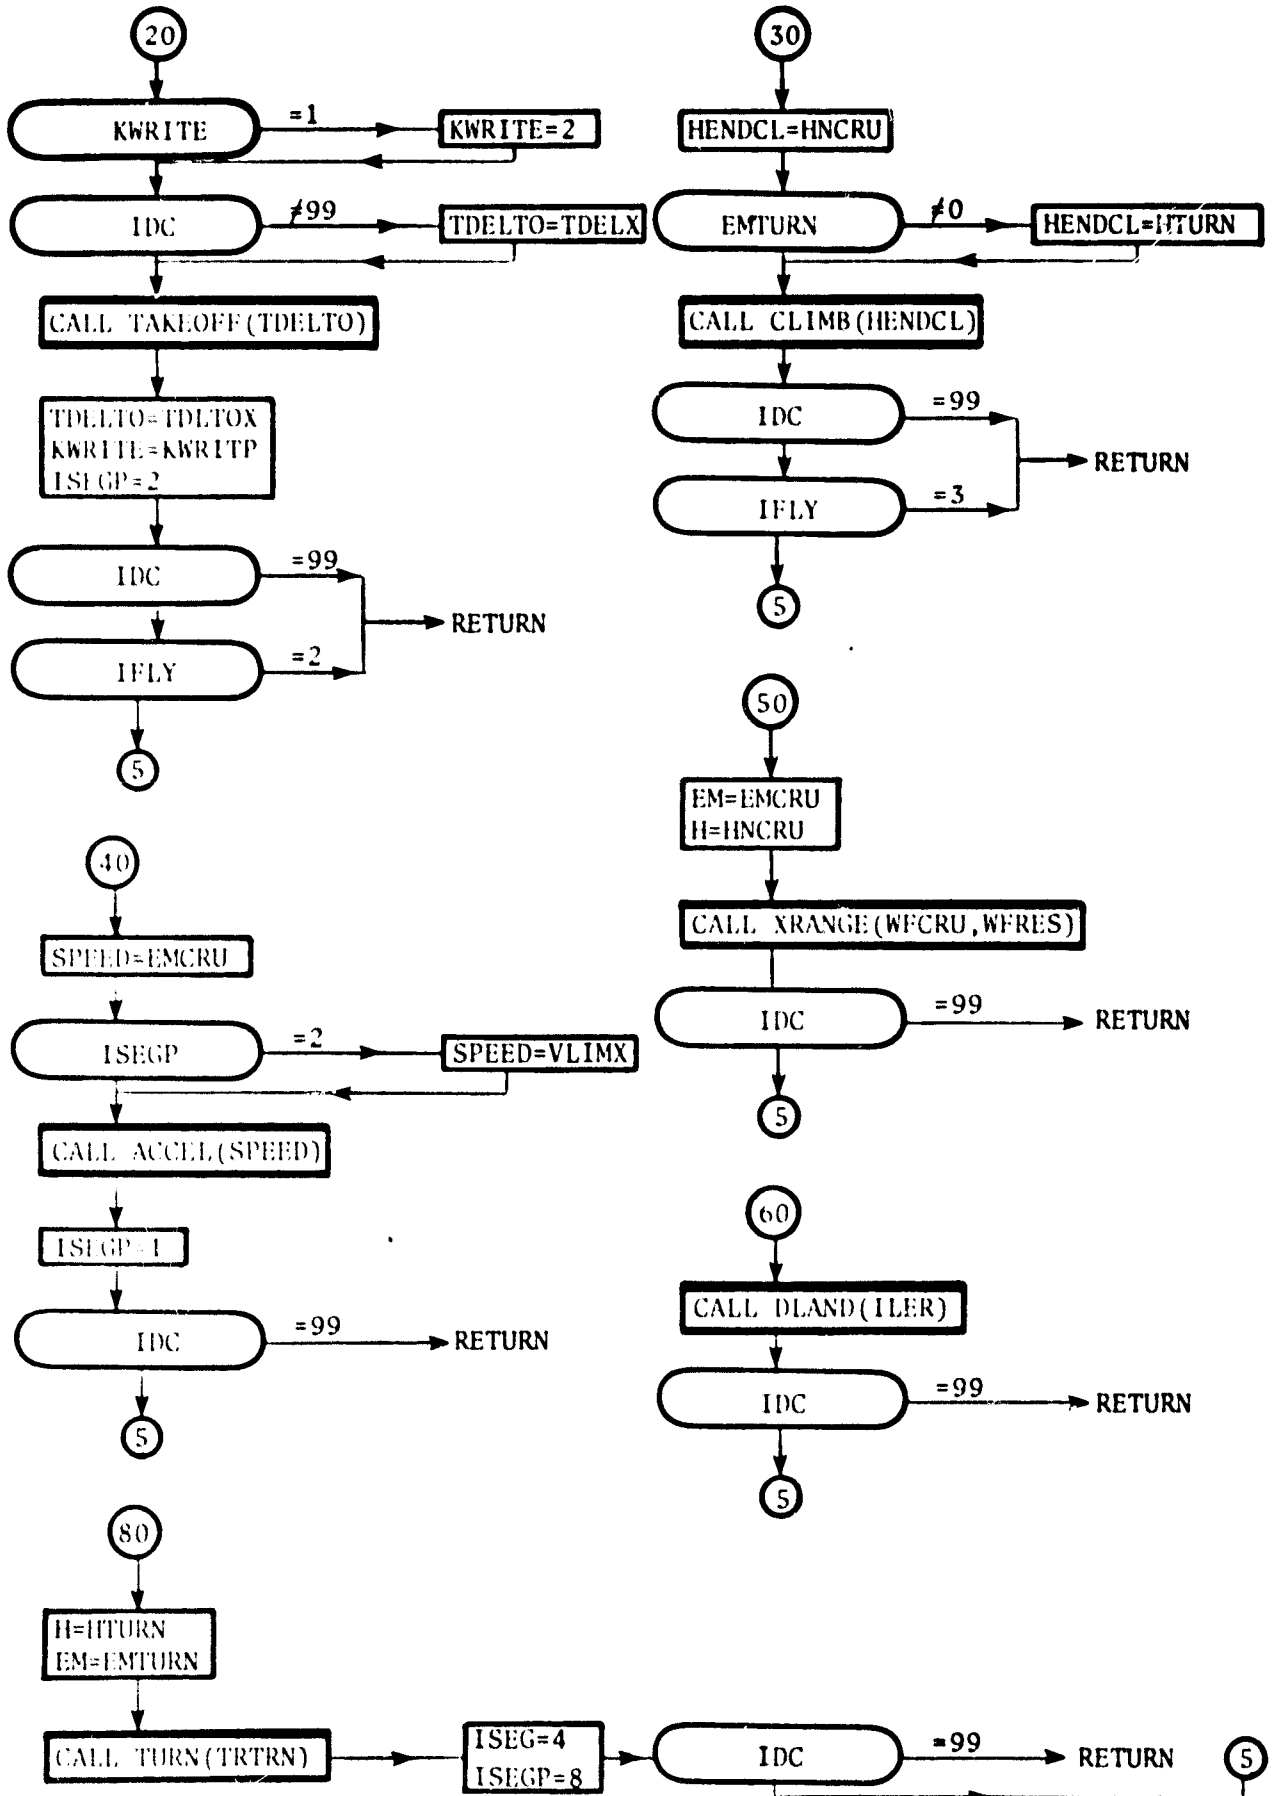 20
KWRITE
=1
KWRITE=2
IDC
≠99
TDELTO=TDELX
CALL TAKEOFF(TDELTO)
TDELTO=TDLTOX
KWRITE=KWRITP
ISEGP=2
IDC
=99
IFLY
=2
RETURN
5
30
HENDCL=HNCRU
EMTURN
≠0
HENDCL=HTURN
CALL CLIMB(HENDCL)
IDC
=99
IFLY
=3
RETURN
5
40
SPEED=EMCRU
ISEGP
=2
SPEED=VLIMX
CALL ACCEL(SPEED)
ISEGP=1
IDC
=99
RETURN
5
50
EM=EMCRU
H=HNCRU
CALL XRANGE(WFCRU,WFRES)
IDC
=99
RETURN
5
60
CALL DLAND(ILER)
IDC
=99
RETURN
5
80
H=HTURN
EM=EMTURN
CALL TURN(TRTRN)
ISEG=4
ISEGP=8
IDC
=99
RETURN
5